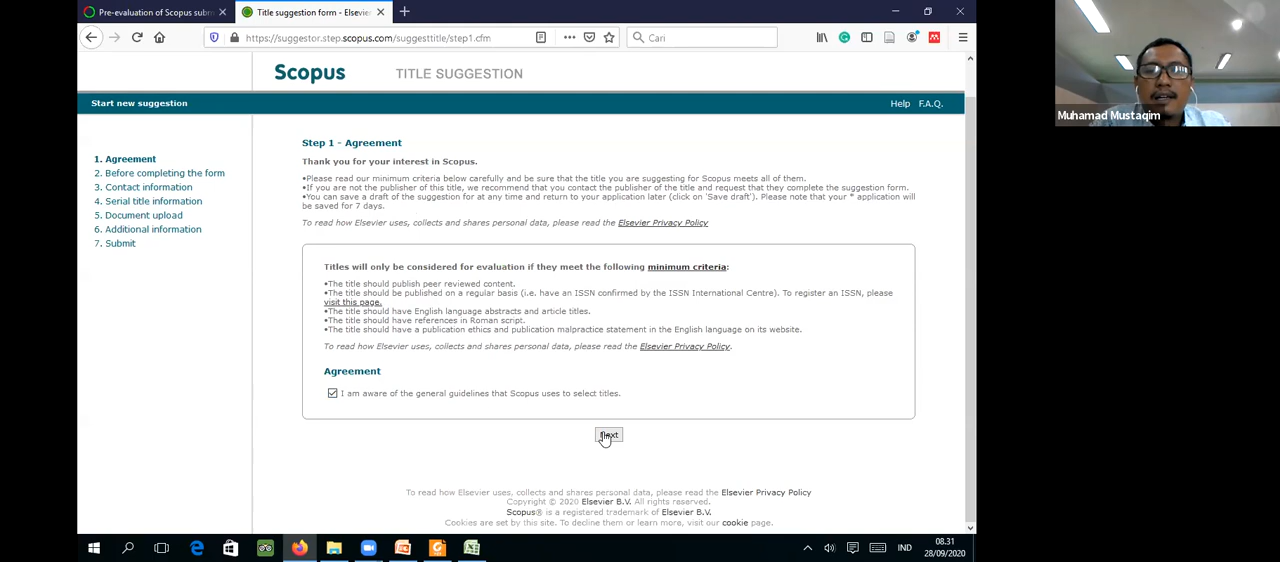 Pre-evaluation of Scopus subm
Title suggestion form - Elsevier
https://suggestor.step.scopus.com/suggesttitle/step1.cfm
Cari
Scopus TITLE SUGGESTION
Start new suggestion
Help F.A.Q.
1. Agreement
2. Before completing the form
3. Contact information
4. Serial title information
5. Document upload
6. Additional information
7. Submit
Step 1 - Agreement
Thank you for your interest in Scopus.
•Please read our minimum criteria below carefully and be sure that the title you are suggesting for Scopus meets all of them.
•If you are not the publisher of this title, we recommend that you contact the publisher of the title and request that they complete the suggestion form.
•You can save a draft of the suggestion for at any time and return to your application later (click on 'Save draft'). Please note that your * application
will be saved for 7 days.
To read how Elsevier uses, collects and shares personal data, please read the Elsevier Privacy Policy
Titles will only be considered for evaluation if they meet the following minimum criteria:
•The title should publish peer reviewed content.
•The title should be published on a regular basis (i.e. have an ISSN confirmed by the ISSN International Centre). To register an ISSN, please
visit this page.
•The title should have English language abstracts and article titles.
•The title should have references in Roman script.
•The title should have a publication ethics and publication malpractice statement in the English language on its website.
To read how Elsevier uses, collects and shares personal data, please read the Elsevier Privacy Policy.
Agreement
I am aware of the general guidelines that Scopus uses to select titles.
Next
To read how Elsevier uses, collects and shares personal data, please read the Elsevier Privacy Policy
Copyright © 2020 Elsevier B.V. All rights reserved.
Scopus® is a registered trademark of Elsevier B.V.
Cookies are set by this site. To decline them or learn more, visit our cookie page.
IND
08.31
28/09/2020
Muhamad Mustaqim